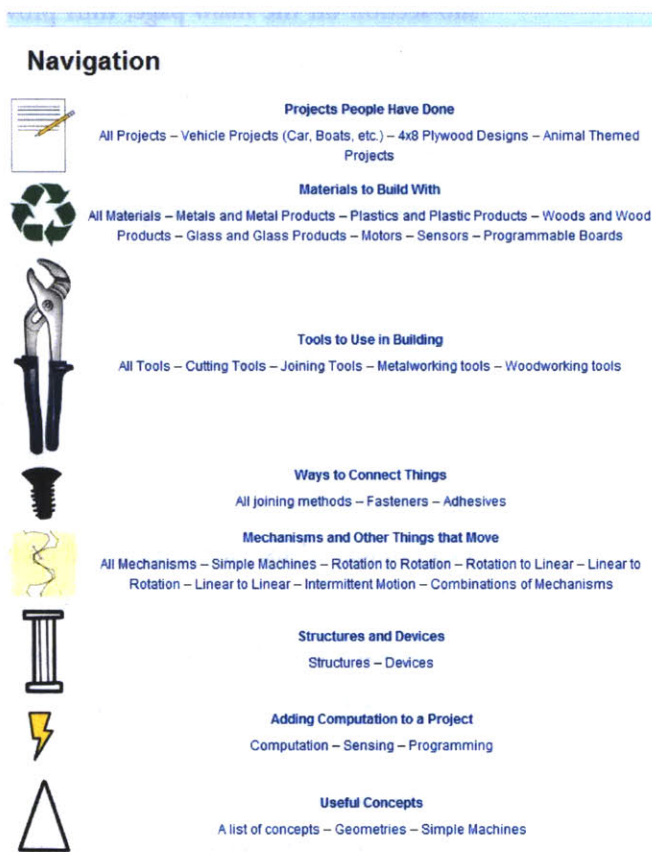 Navigation
Projects People Have Done
All Projects – Vehicle Projects (Car, Boats, etc.) – 4x8 Plywood Designs – Animal Themed
Projects
Materials to Build With
All Materials – Metals and Metal Products – Plastics and Plastic Products – Woods and Wood
Products – Glass and Glass Products – Motors – Sensors – Programmable Boards
Tools to Use in Building
All Tools – Cutting Tools – Joining Tools – Metalworking tools – Woodworking tools
Ways to Connect Things
All joining methods – Fasteners – Adhesives
Mechanisms and Other Things that Move
All Mechanisms – Simple Machines – Rotation to Rotation – Rotation to Linear – Linear to
Rotation – Linear to Linear – Intermittent Motion – Combinations of Mechanisms
Structures and Devices
Structures – Devices
Adding Computation to a Project
Computation – Sensing – Programming
Useful Concepts
A list of concepts – Geometries – Simple Machines